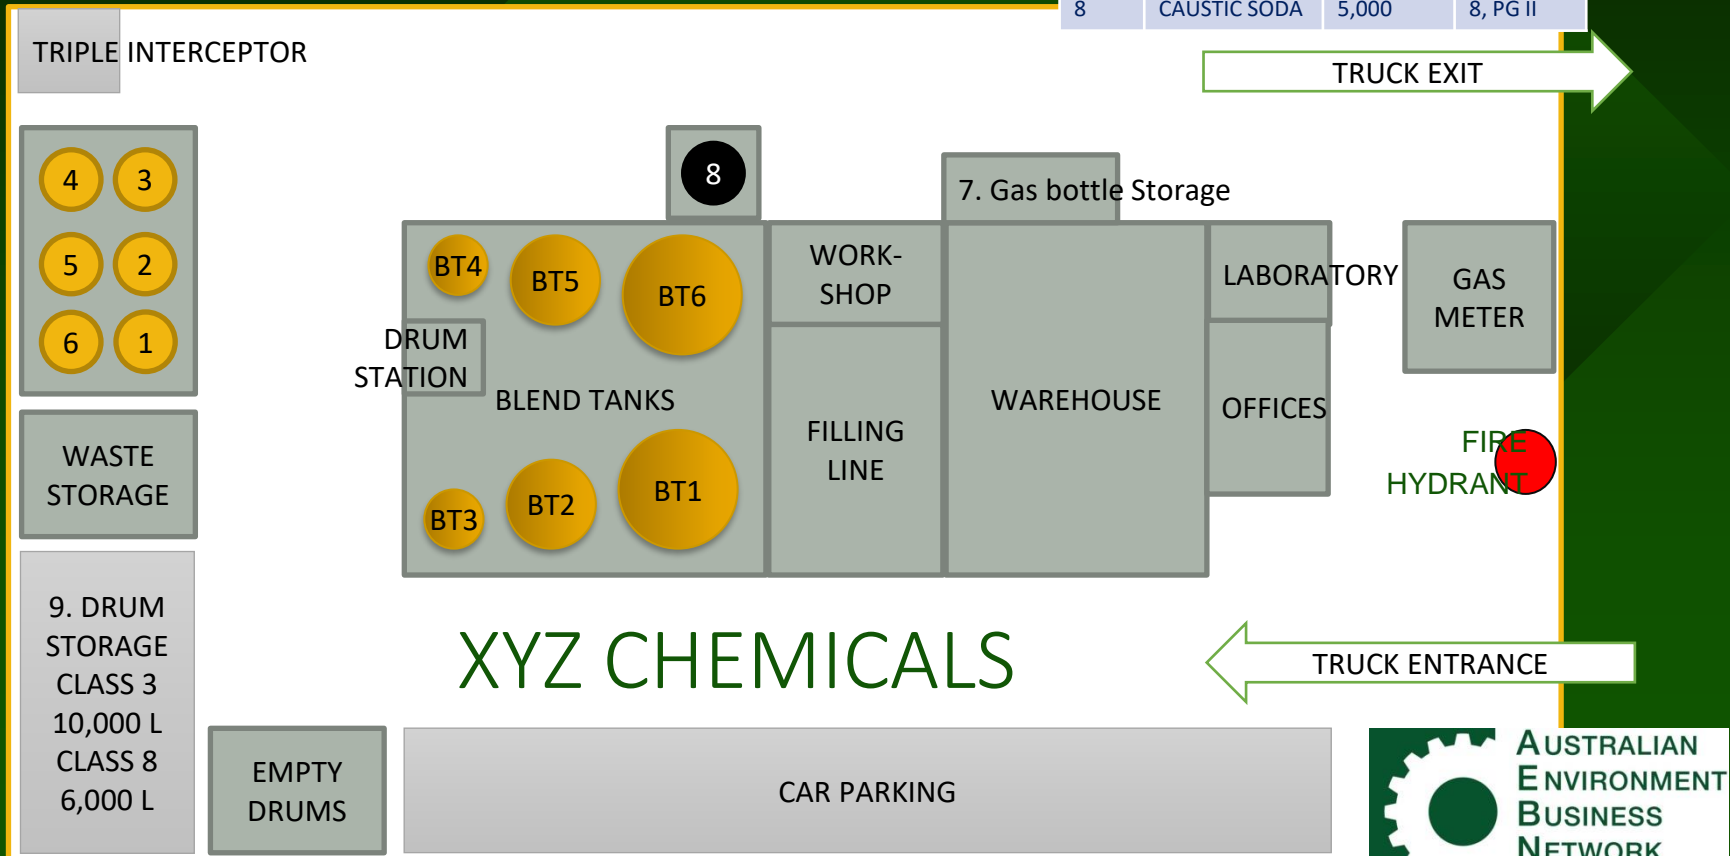 8 CAUSTIC SODA 5,000 8, PG II
TRIPLE INTERCEPTOR
TRUCK EXIT
4 3
5 2
6 1
8
7. Gas bottle Storage
BT4 BT5 BT6
WORK-
SHOP
LABORATORY
GAS
METER
DRUM
STATION
BLEND TANKS
FILLING
LINE
WAREHOUSE
OFFICES
FIRE
HYDRANT
WASTE
STORAGE
BT3 BT2 BT1
9. DRUM
STORAGE
CLASS 3
10,000 L
CLASS 8
6,000 L
XYZ CHEMICALS
TRUCK ENTRANCE
EMPTY
DRUMS
CAR PARKING
AUSTRALIAN
ENVIRONMENT
BUSINESS
NETWORK